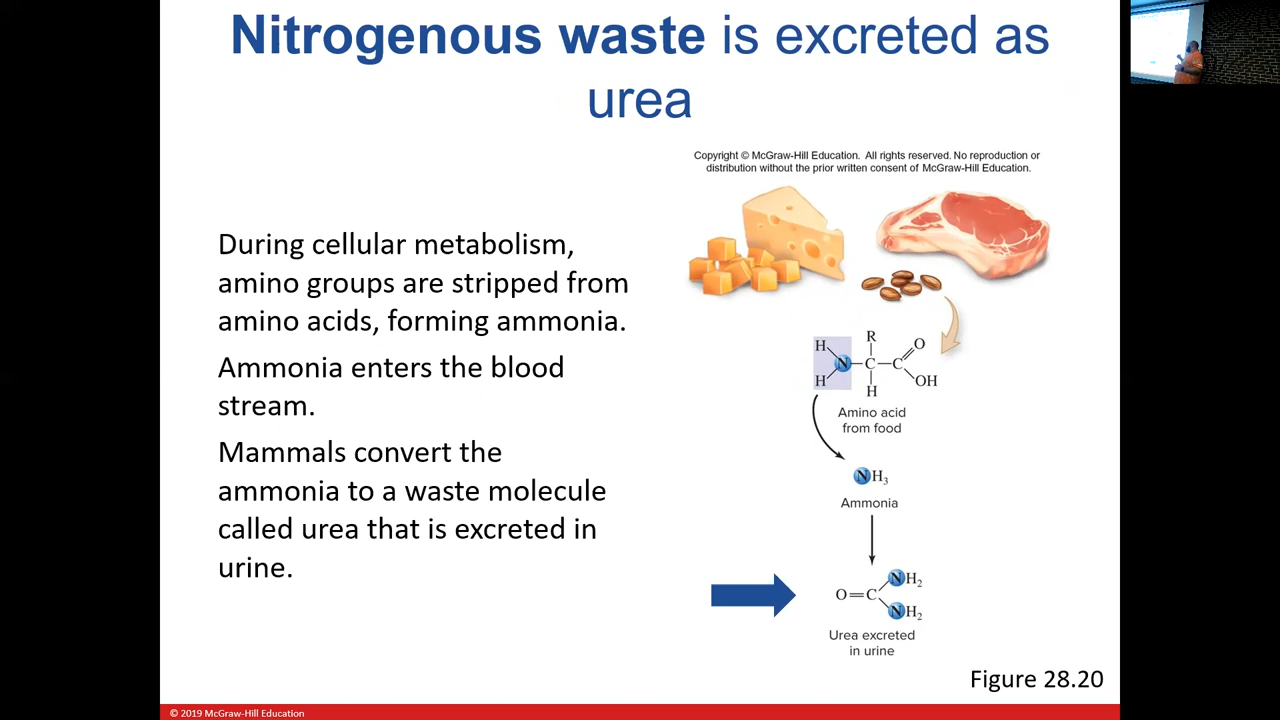 Nitrogenous waste is excreted as
urea
Copyright © McGraw-Hill Education. All rights reserved. No reproduction or
distribution without the prior written consent of McGraw-Hill Education.
During cellular metabolism,
amino groups are stripped from
amino acids, forming ammonia.
Ammonia enters the blood
stream.
Mammals convert the
ammonia to a waste molecule
called urea that is excreted in
urine.
H
H
N
C
R
H
C
O
OH
Amino acid
from food
NH₃
Ammonia
O=C
NH₂
NH₂
Urea excreted
in urine
Figure 28.20
© 2019 McGraw-Hill Education